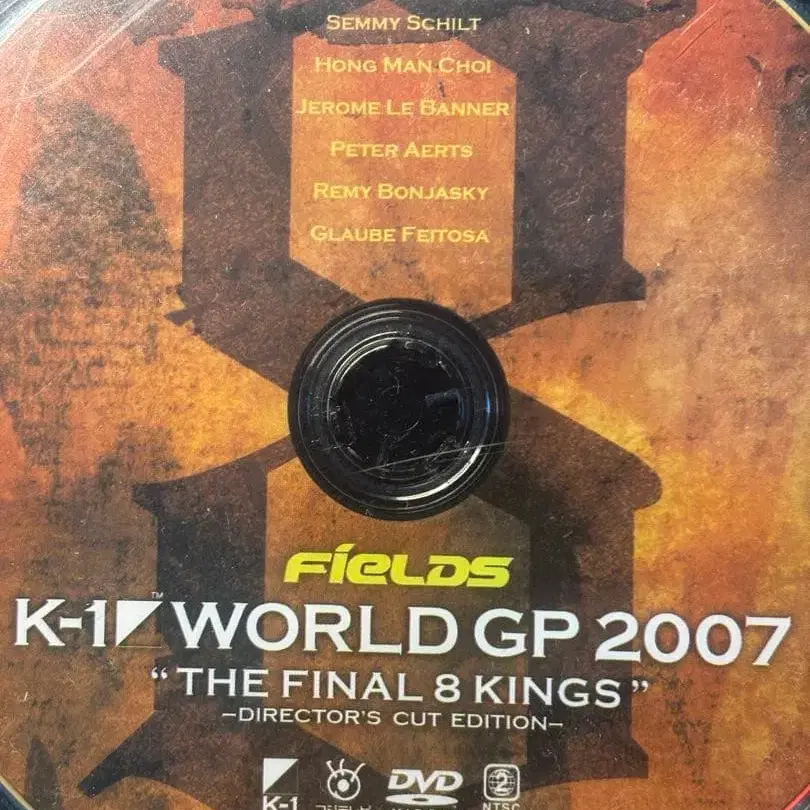 SEMMY SCHILT
HONG MAN CHOI
JEROME LE BANNER
PETER AERTS
REMY BONJASKY
GLAUBE FEITOSA
FIELDS
K-1 ™ WORLD GP 2007
“THE FINAL 8 KINGS”
–DIRECTOR'S CUT EDITION–
DVD 2
K-1 NTSC